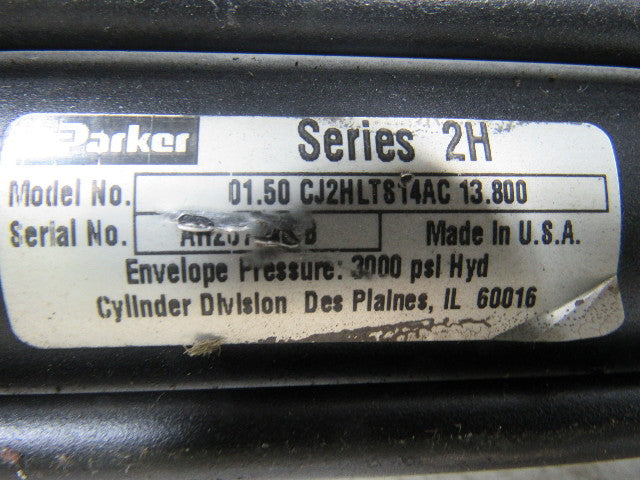 Parker
Series 2H
Model No. 01.50 CJ2HLTS14AC 13.800
Serial No.
Made In U.S.A.
Envelope Pressure: 3000 psi Hyd
Cylinder Division Des Plaines, IL 60016